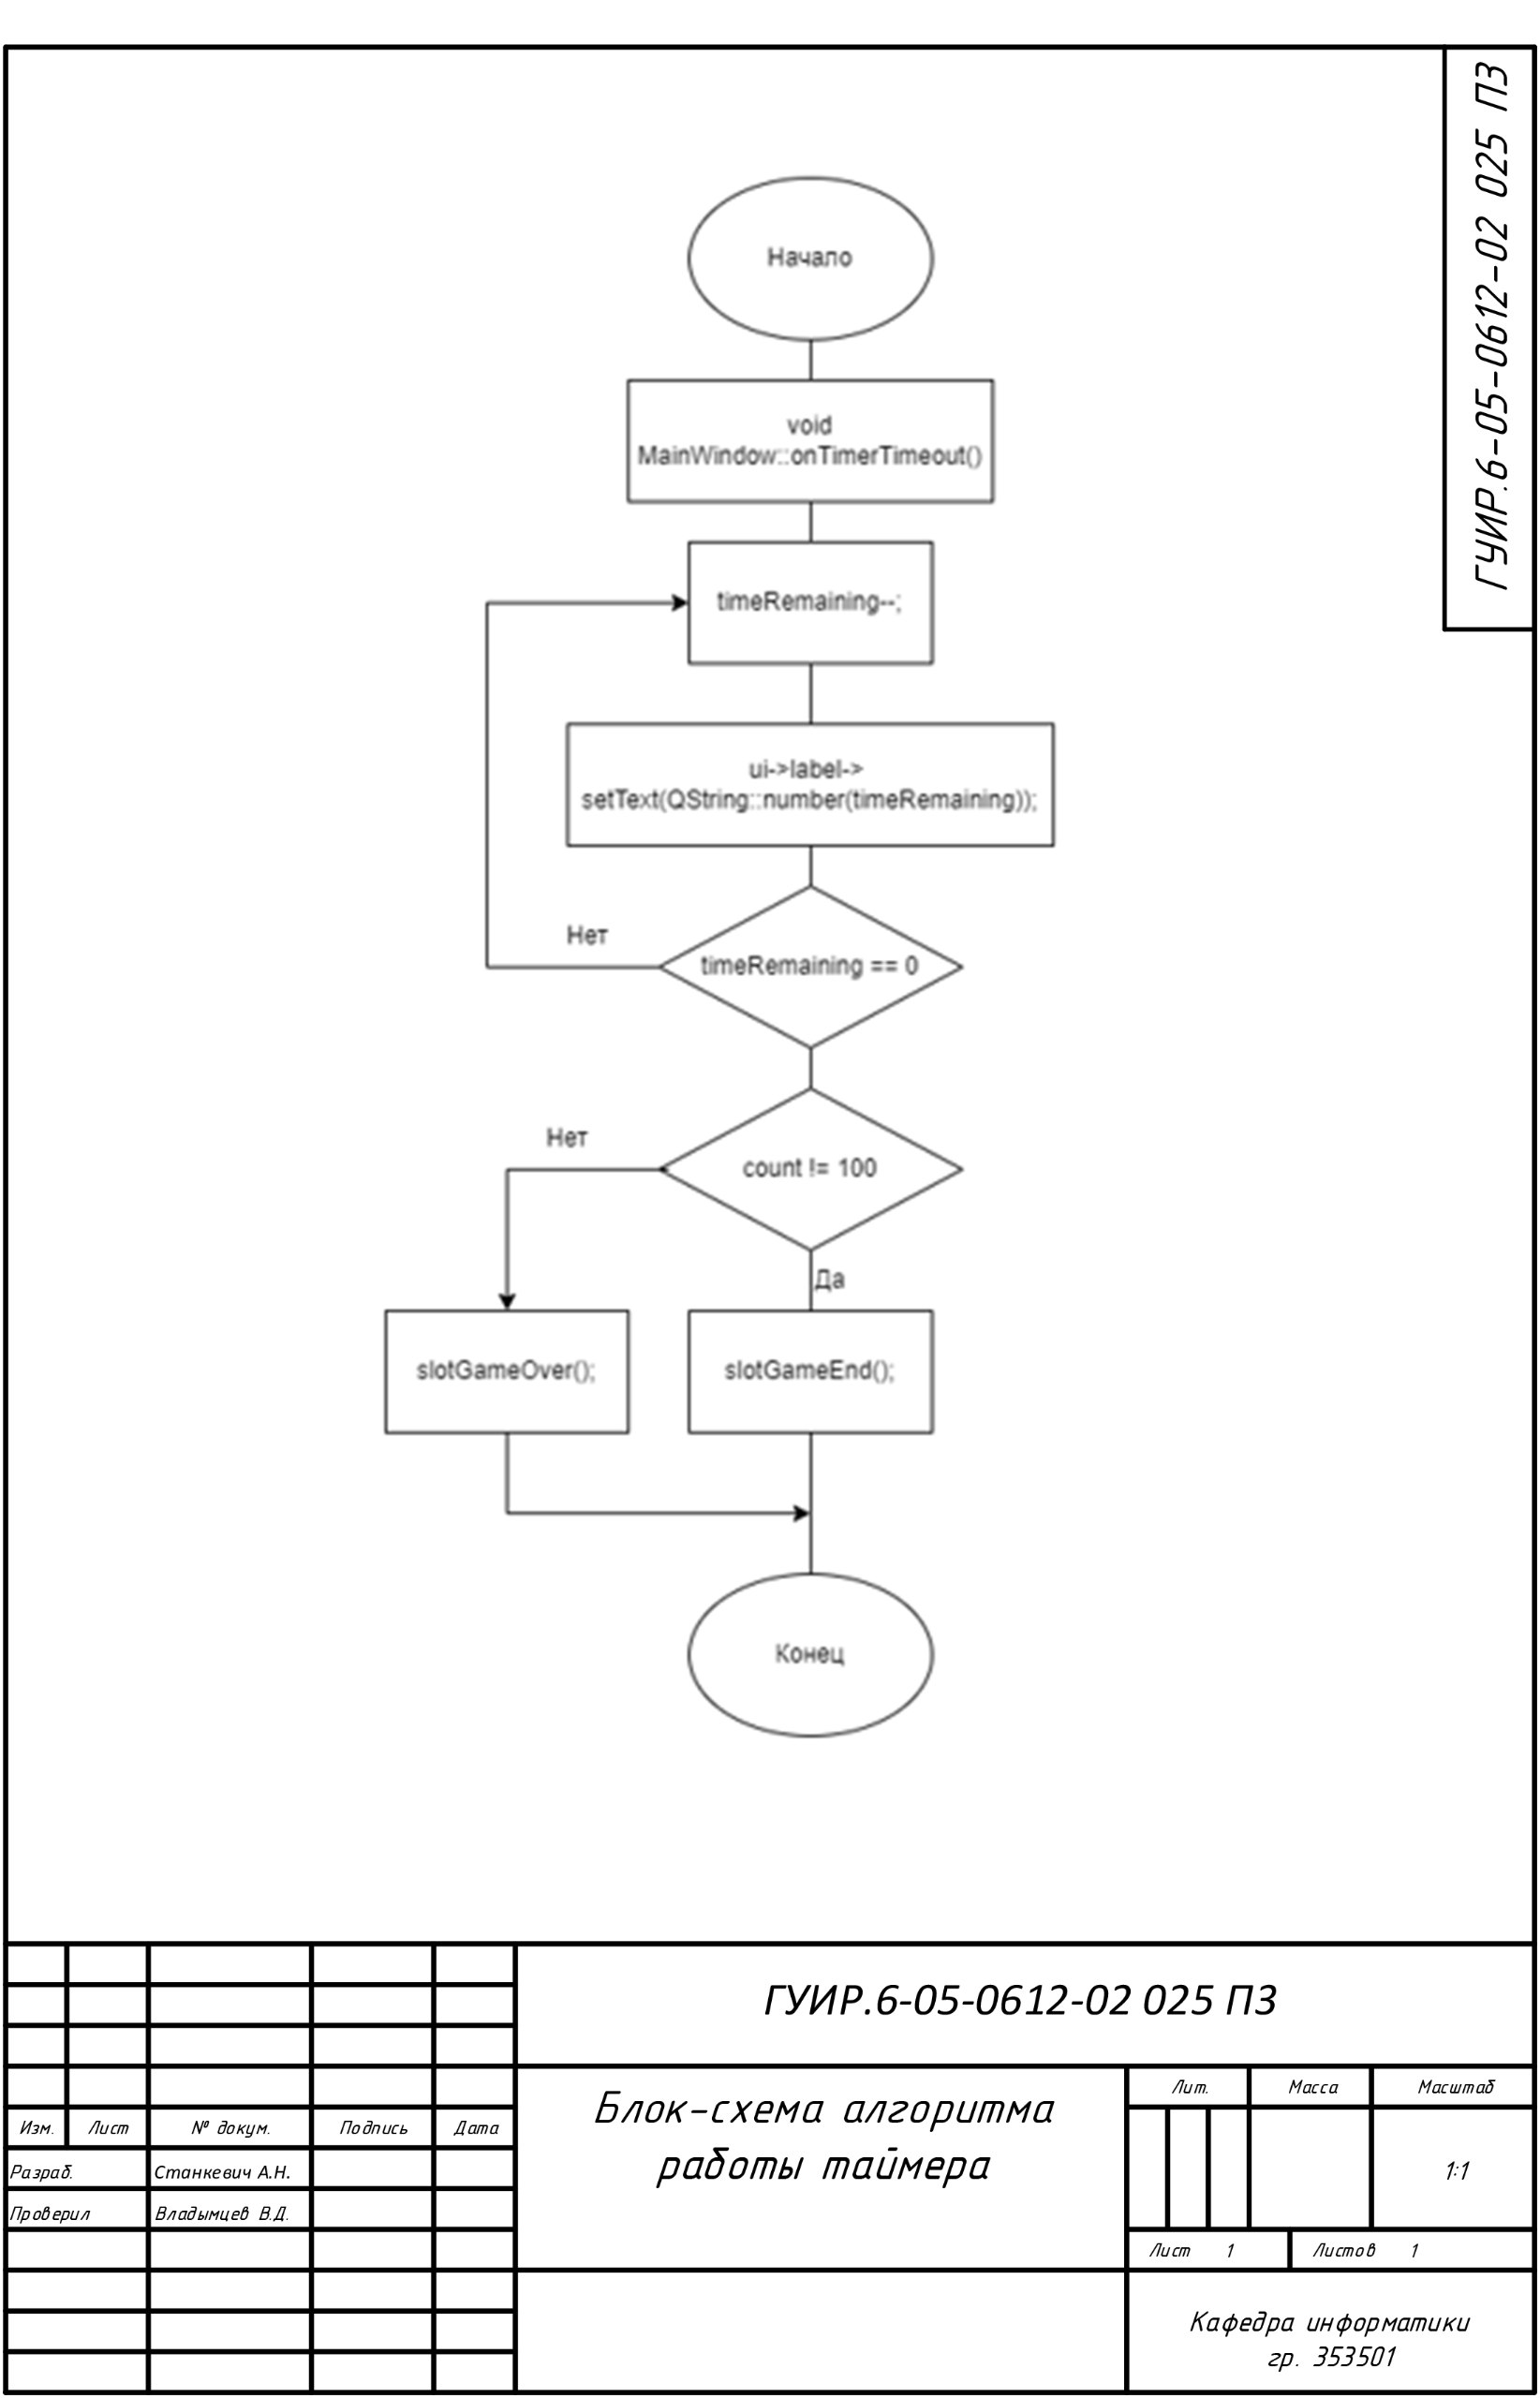 ГУИР.6-05-0612-02 025 ПЗ
Начало
void
MainWindow::onTimerTimeout()
timeRemaining--;
ui->label->
setText(QString::number(timeRemaining));
Нет
timeRemaining == 0
Нет
count != 100
Да
slotGameOver();
slotGameEnd();
Конец
ГУИР.6-05-0612-02 025 ПЗ
Блок-схема алгоритма
работы таймера
Лит. Масса Масштаб
1:1
Лист 1 Листов 1
Кафедра информатики
гр. 353501
Изм. Лист № докум. Подпись Дата
Разраб. Станкевич А.Н.
Проверил Владымцев В.Д.